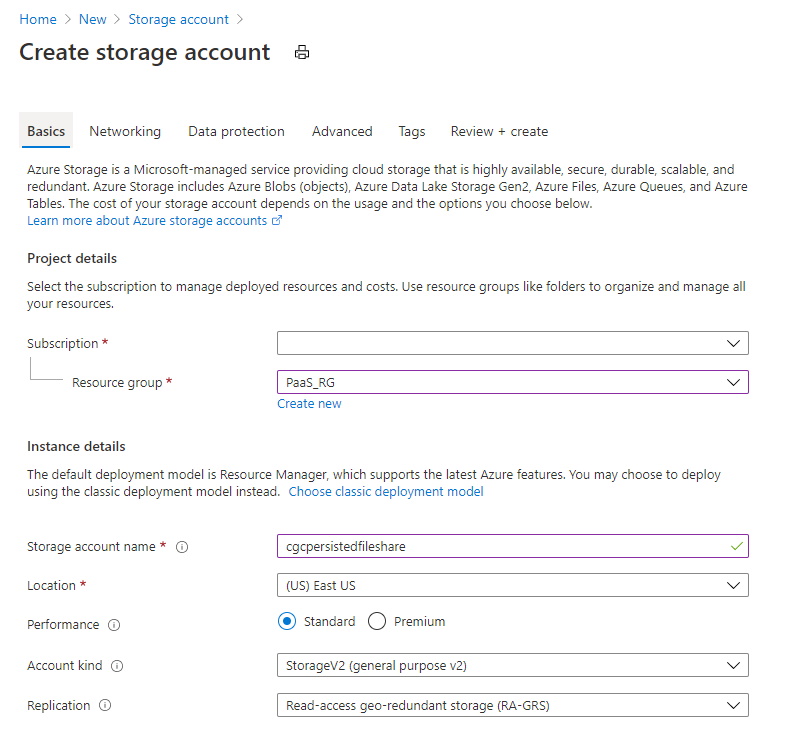 Home > New > Storage account >
Create storage account
Basics Networking Data protection Advanced Tags Review + create
Azure Storage is a Microsoft-managed service providing cloud storage that is highly available, secure, durable, scalable, and
redundant. Azure Storage includes Azure Blobs (objects), Azure Data Lake Storage Gen2, Azure Files, Azure Queues, and Azure
Tables. The cost of your storage account depends on the usage and the options you choose below.
Learn more about Azure storage accounts
Project details
Select the subscription to manage deployed resources and costs. Use resource groups like folders to organize and manage all
your resources.
Subscription *
Resource group * PaaS_RG
Create new
Instance details
The default deployment model is Resource Manager, which supports the latest Azure features. You may choose to deploy
using the classic deployment model instead. Choose classic deployment model
Storage account name * cgcpersistedfileshare
Location * (US) East US
Performance Standard Premium
Account kind StorageV2 (general purpose v2)
Replication Read-access geo-redundant storage (RA-GRS)